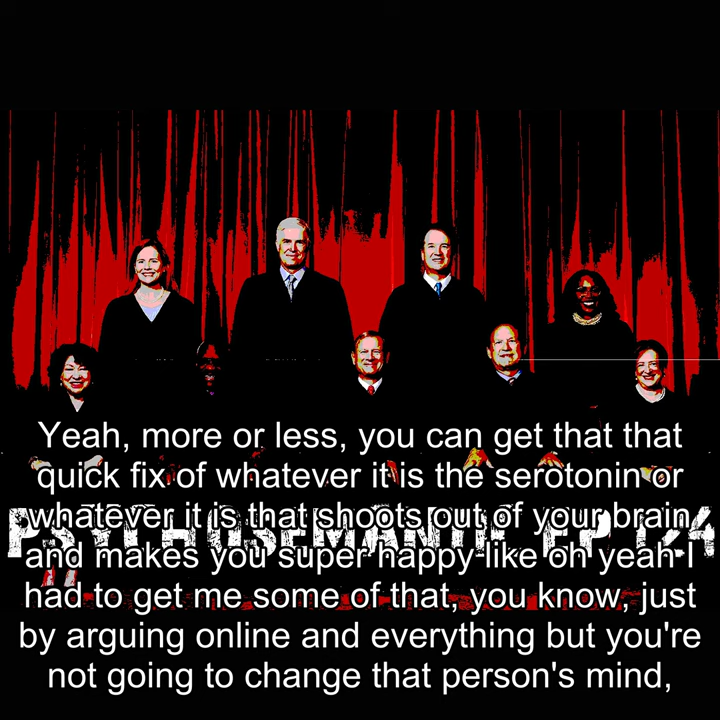 Yeah, more or less, you can get that that
quick fix of whatever it is the serotonin or
whatever it is that shoots out of your brain
PSYCHOSEMANTIC EP.124
and makes you super happy-like oh yeah I
had to get me some of that, you know, just
by arguing online and everything but you're
not going to change that person's mind,